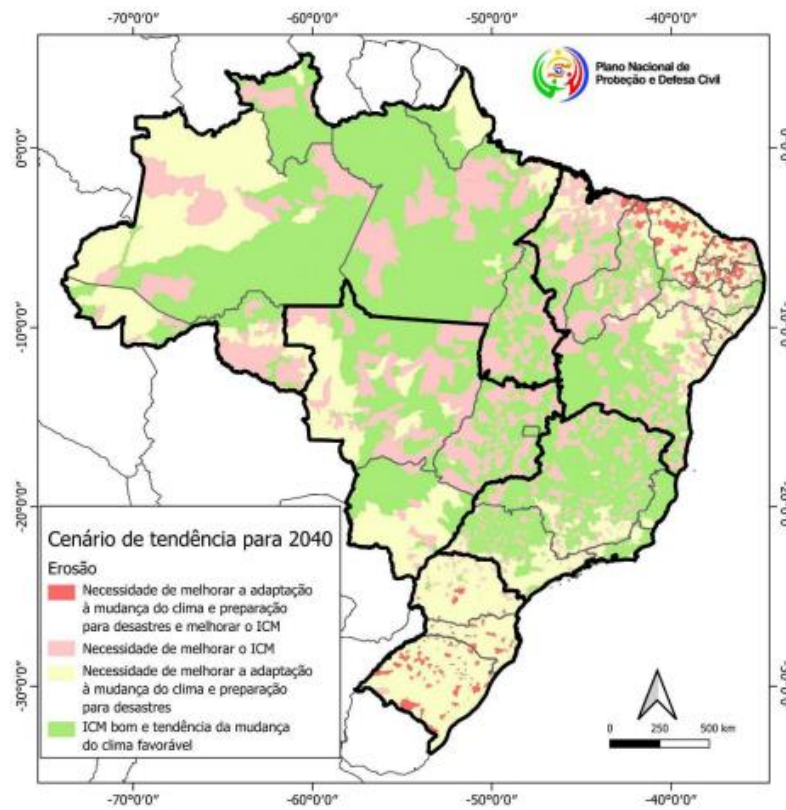 -70°0'0" -60°0'0" -50°0'0" -40°0'0"
Plano Nacional de
Proteção e Defesa Civil
0°0'0"
-10°0'0"
-20°0'0"
-30°0'0"
Cenário de tendência para 2040
Erosão
Necessidade de melhorar a adaptação
à mudança do clima e preparação
para desastres e melhorar o ICM
Necessidade de melhorar o ICM
Necessidade de melhorar a adaptação
à mudança do clima e preparação
para desastres
ICM bom e tendência da mudança
do clima favorável
0 250 500 km
-70°0'0" -60°0'0" -50°0'0" -40°0'0"